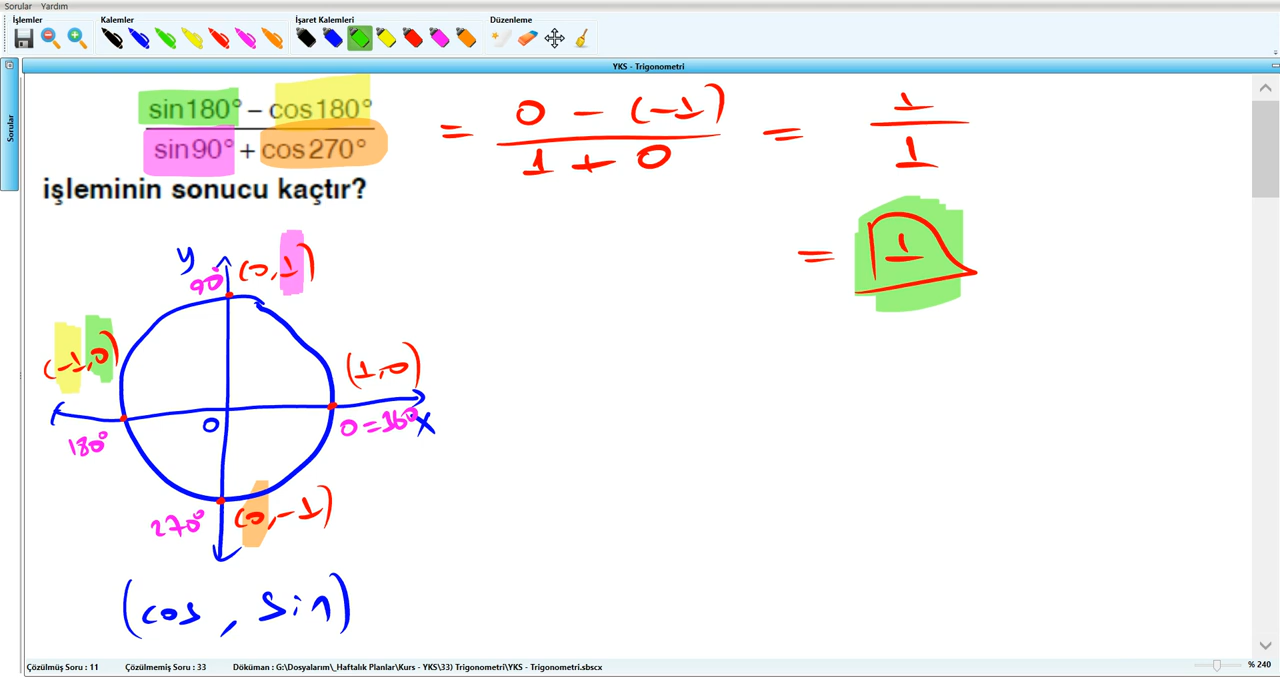 Sorular Yardım
İşlemler Kalemler İşaret Kalemleri Düzenleme
YKS - Trigonometri
Sorular
sin180° − cos180°
sin90° + cos270°
= 0 − (−1)
1 + 0
= 1
1
= 1
işleminin sonucu kaçtır?
y
90° (0, 1)
(−1, 0)
(1, 0)
0
0 = 360° x
180°
270° (0, −1)
(cos, sin)
Çözülmüş Soru : 11 Çözülmemiş Soru : 33 Döküman : G:\Dosyalarım\_Haftalık Planlar\Kurs - YKS\33) Trigonometri\YKS - Trigonometri.sbscx % 240